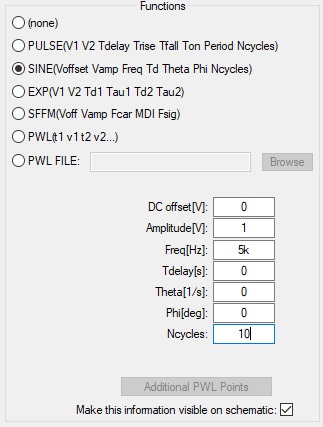 Functions
(none)
PULSE(V1 V2 Tdelay Trise Tfall Ton Period Ncycles)
SINE(Voffset Vamp Freq Td Theta Phi Ncycles)
EXP(V1 V2 Td1 Tau1 Td2 Tau2)
SFFM(Voff Vamp Fcar MDI Fsig)
PWL(t1 v1 t2 v2...)
PWL FILE: Browse
DC offset[V]: 0
Amplitude[V]: 1
Freq[Hz]: 5k
Tdelay[s]: 0
Theta[1/s]: 0
Phi[deg]: 0
Ncycles: 10
Additional PWL Points
Make this information visible on schematic: